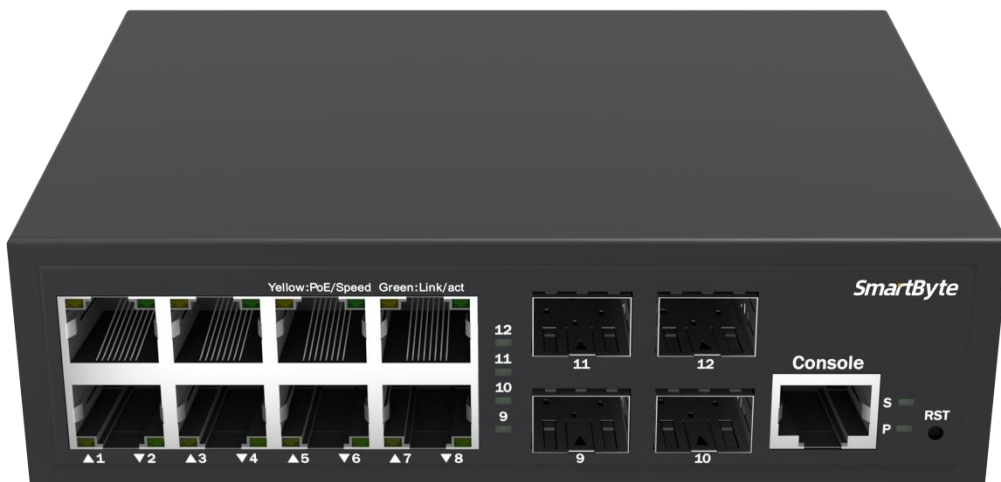 Yellow:PoE/Speed Green:Link/act
SmartByte
12
11
10
9
11
12
9
10
Console
S
P
RST
▲1 ▼2 ▲3 ▼4 ▲5 ▼6 ▲7 ▼8